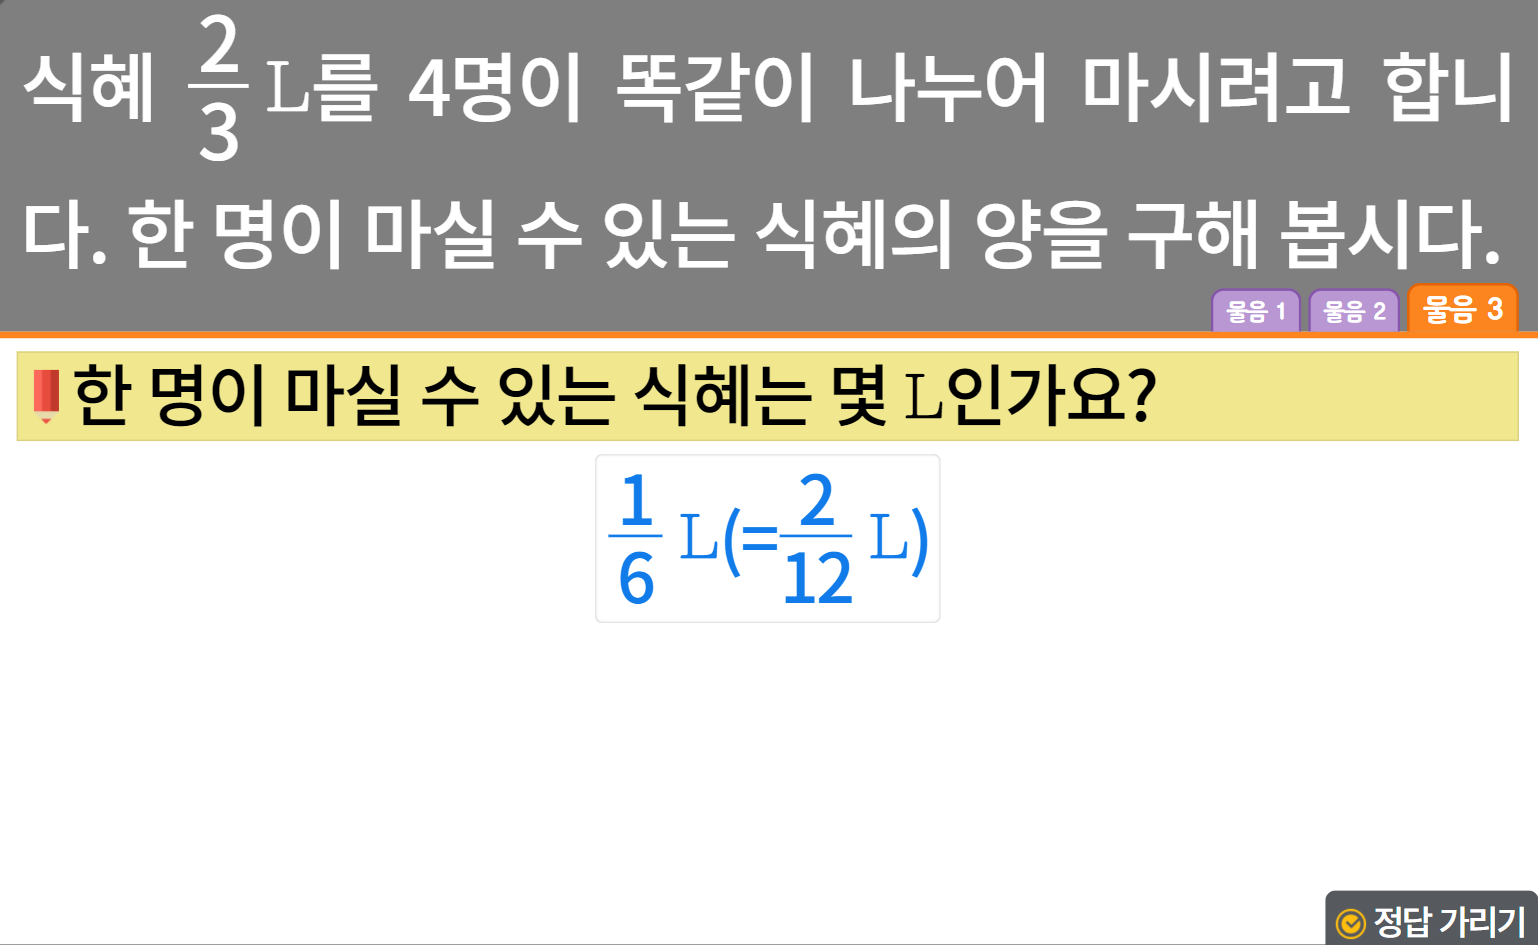 식혜 2/3 L를 4명이 똑같이 나누어 마시려고 합니
다. 한 명이 마실 수 있는 식혜의 양을 구해 봅시다.
물음 1 물음 2 물음 3
한 명이 마실 수 있는 식혜는 몇 L인가요?
1/6 L(=2/12 L)
정답 가리기